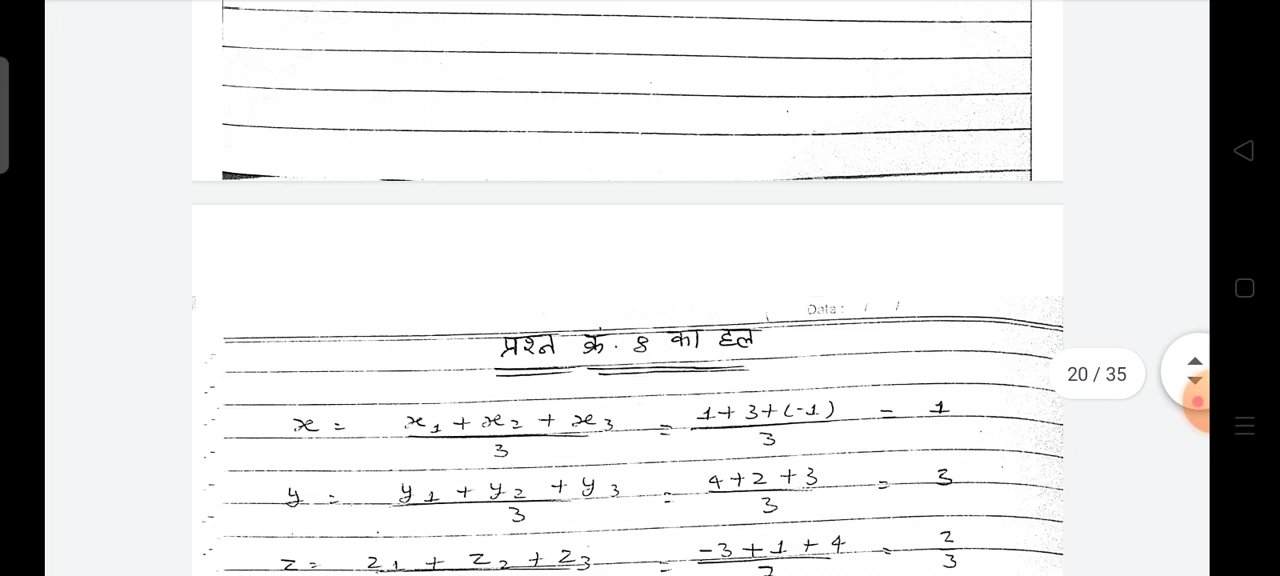 Date : / /
प्रश्न क्रं. 8 का हल
20 / 35
x = x₁ + x₂ + x₃ / 3 = 1 + 3 + (-1) / 3 = 1
y = y₁ + y₂ + y₃ / 3 = 4 + 2 + 3 / 3 = 3
z = z₁ + z₂ + z₃ = -3 + 1 + 4 / 3 = 2 / 3